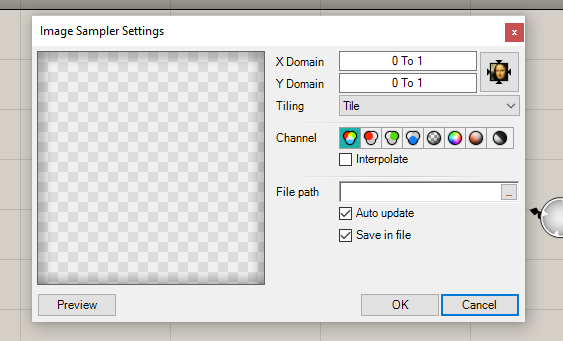 Image Sampler Settings
x
X Domain
0 To 1
Y Domain
0 To 1
Tiling
Tile
Channel
Interpolate
File path
...
Auto update
Save in file
Preview
OK
Cancel